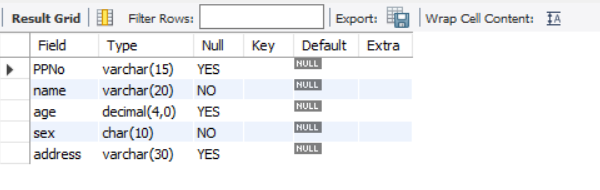 Result Grid Filter Rows: Export: Wrap Cell Content: IA
Field Type Null Key Default Extra
PPNo varchar(15) YES NULL
name varchar(20) NO NULL
age decimal(4,0) YES NULL
sex char(10) NO NULL
address varchar(30) YES NULL